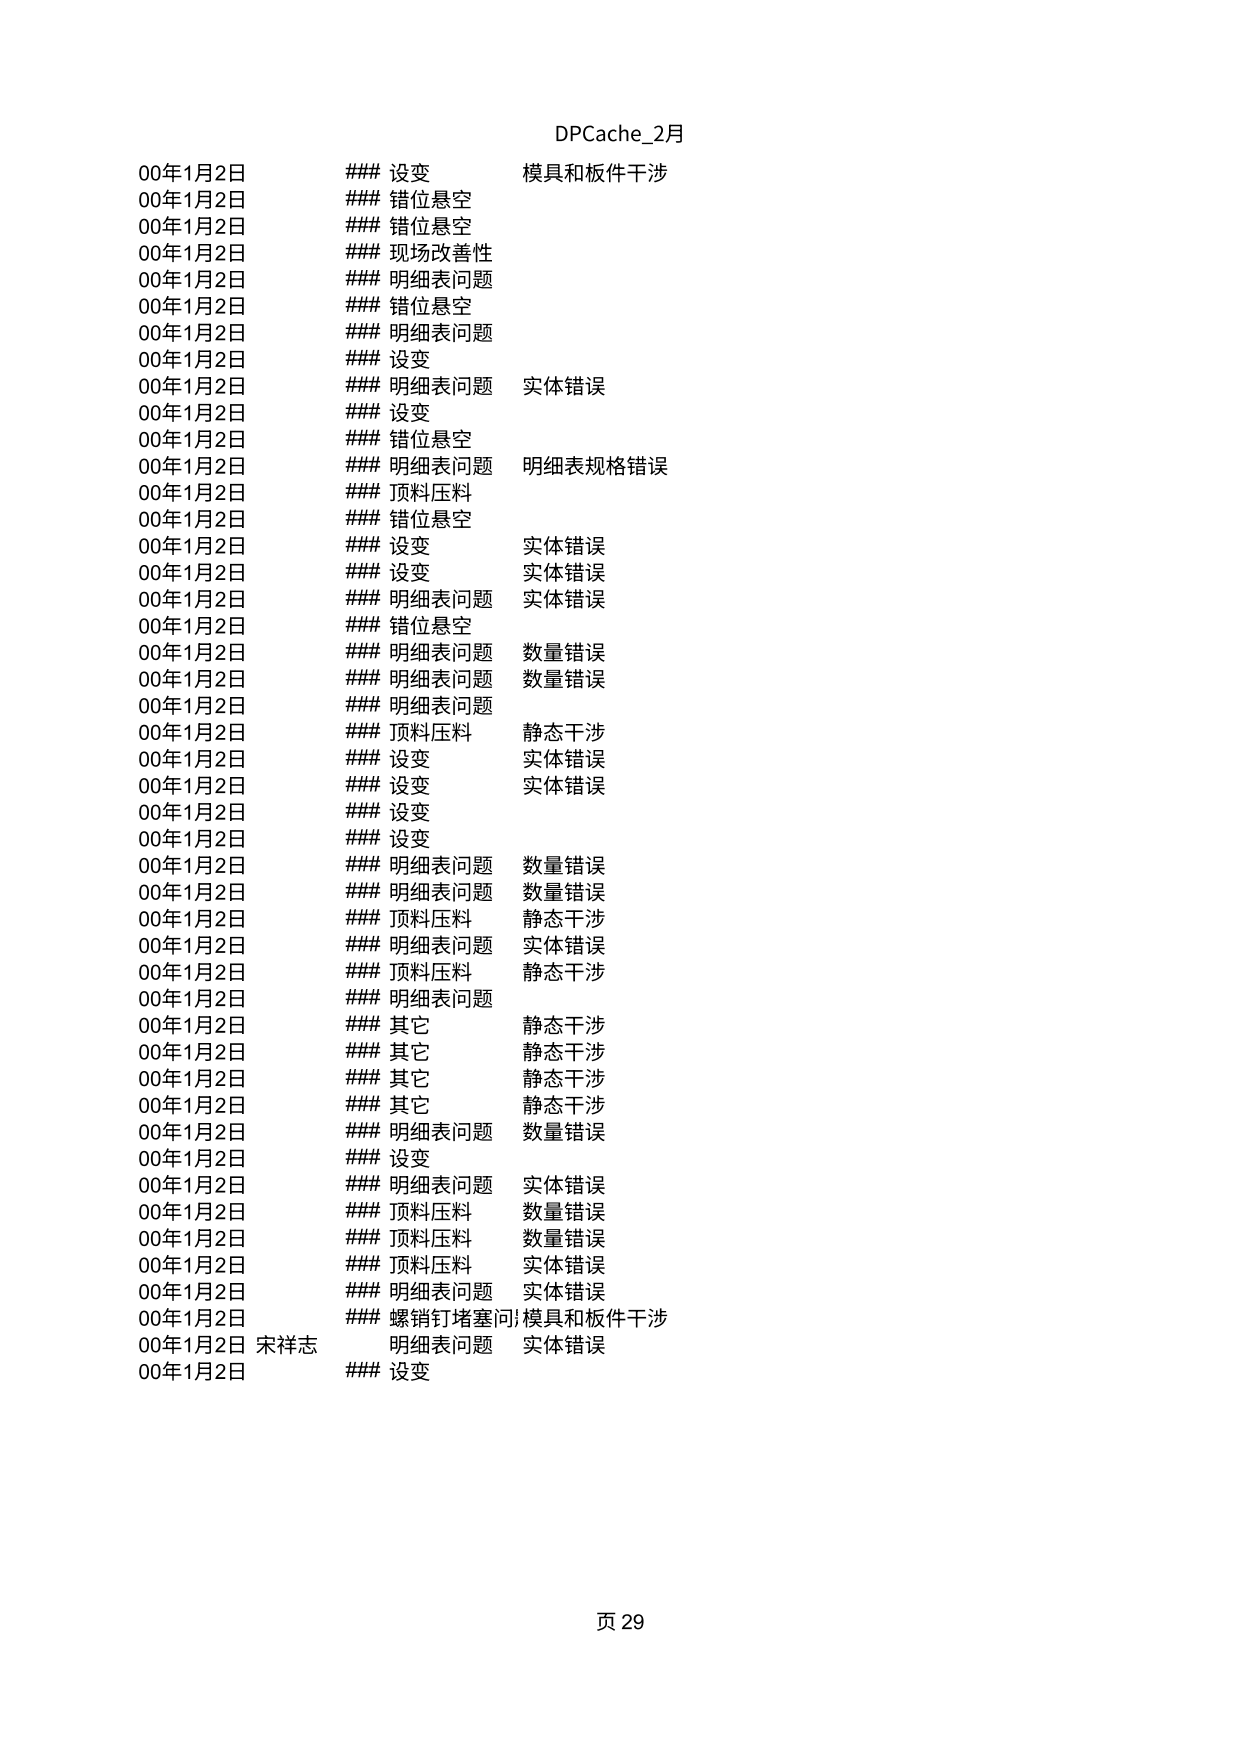 DPCache_2月
00年1月2日 ### 设变 模具和板件干涉
00年1月2日 ### 错位悬空
00年1月2日 ### 错位悬空
00年1月2日 ### 现场改善性
00年1月2日 ### 明细表问题
00年1月2日 ### 错位悬空
00年1月2日 ### 明细表问题
00年1月2日 ### 设变
00年1月2日 ### 明细表问题 实体错误
00年1月2日 ### 设变
00年1月2日 ### 错位悬空
00年1月2日 ### 明细表问题 明细表规格错误
00年1月2日 ### 顶料压料
00年1月2日 ### 错位悬空
00年1月2日 ### 设变 实体错误
00年1月2日 ### 设变 实体错误
00年1月2日 ### 明细表问题 实体错误
00年1月2日 ### 错位悬空
00年1月2日 ### 明细表问题 数量错误
00年1月2日 ### 明细表问题 数量错误
00年1月2日 ### 明细表问题
00年1月2日 ### 顶料压料 静态干涉
00年1月2日 ### 设变 实体错误
00年1月2日 ### 设变 实体错误
00年1月2日 ### 设变
00年1月2日 ### 设变
00年1月2日 ### 明细表问题 数量错误
00年1月2日 ### 明细表问题 数量错误
00年1月2日 ### 顶料压料 静态干涉
00年1月2日 ### 明细表问题 实体错误
00年1月2日 ### 顶料压料 静态干涉
00年1月2日 ### 明细表问题
00年1月2日 ### 其它 静态干涉
00年1月2日 ### 其它 静态干涉
00年1月2日 ### 其它 静态干涉
00年1月2日 ### 其它 静态干涉
00年1月2日 ### 明细表问题 数量错误
00年1月2日 ### 设变
00年1月2日 ### 明细表问题 实体错误
00年1月2日 ### 顶料压料 数量错误
00年1月2日 ### 顶料压料 数量错误
00年1月2日 ### 顶料压料 实体错误
00年1月2日 ### 明细表问题 实体错误
00年1月2日 ### 螺销钉堵塞问 模具和板件干涉
00年1月2日 宋祥志 明细表问题 实体错误
00年1月2日 ### 设变
页 29